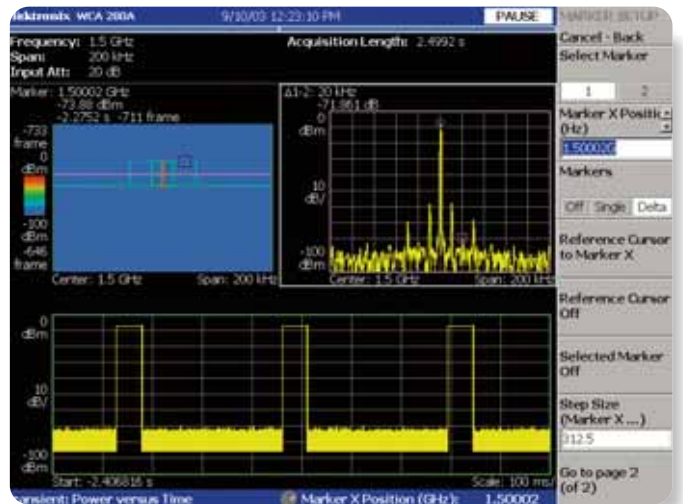 Tektronix WCA 280A 9/10/03 12:23:10 PM PAUSE MARKER SETUP
Frequency: 1.5 GHz Acquisition Length: 2.4992 s
Span: 200 kHz
Input Att: 20 dB
Marker: 1.50002 GHz
-73.88 dBm
-2.2752 s -711 frame
-733
frame
0
dBm
-100
dBm
-646
frame
Center: 1.5 GHz Span: 200 kHz
Δ1-2: 20 kHz
-71.861 dB
0
dBm
10
dB/
-100
dBm
Center: 1.5 GHz Span: 200 kHz
0
dBm
10
dB/
-100
dBm
Start: -2.406816 s Scale: 100 ms/
Transient: Power versus Time Marker X Position (GHz): 1.50002
Cancel - Back
Select Marker
1 2
Marker X Positic
(Hz)
1.50002G
Markers
Off Single Delta
Reference Cursor
to Marker X
Reference Cursor
Off
Selected Marker
Off
Step Size
(Marker X ...)
312.5
Go to page 2
(of 2)